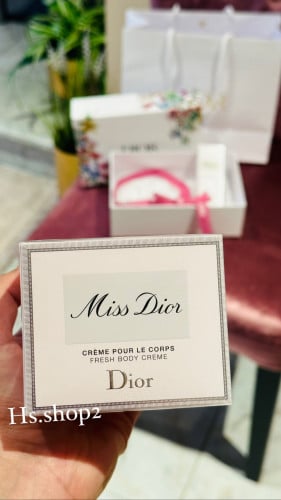 Miss Dior
CRÈME POUR LE CORPS
FRESH BODY CREME
Dior
Hs.shop2